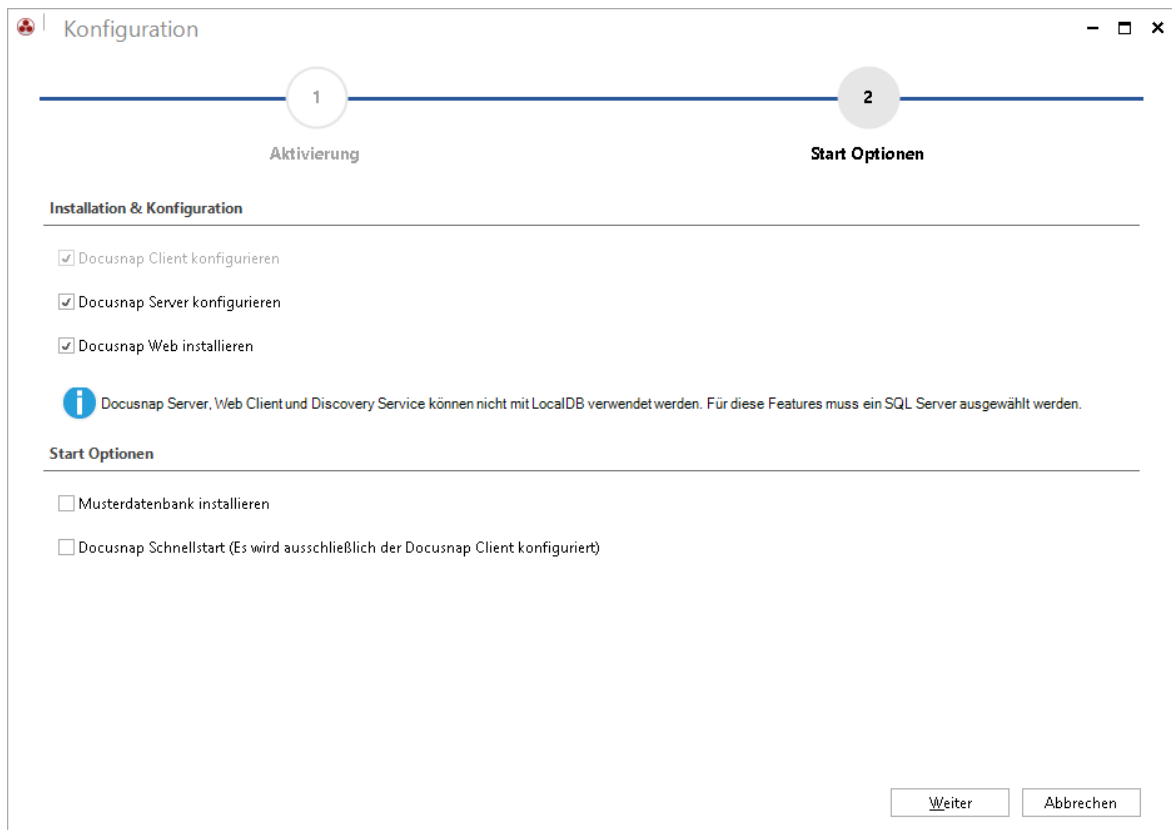 Konfiguration
1
2
Aktivierung
Start Optionen
Installation & Konfiguration
Docusnap Client konfigurieren
Docusnap Server konfigurieren
Docusnap Web installieren
Docusnap Server, Web Client und Discovery Service können nicht mit LocalDB verwendet werden. Für diese Features muss ein SQL Server ausgewählt werden.
Start Optionen
Musterdatenbank installieren
Docusnap Schnellstart (Es wird ausschließlich der Docusnap Client konfiguriert)
Weiter
Abbrechen